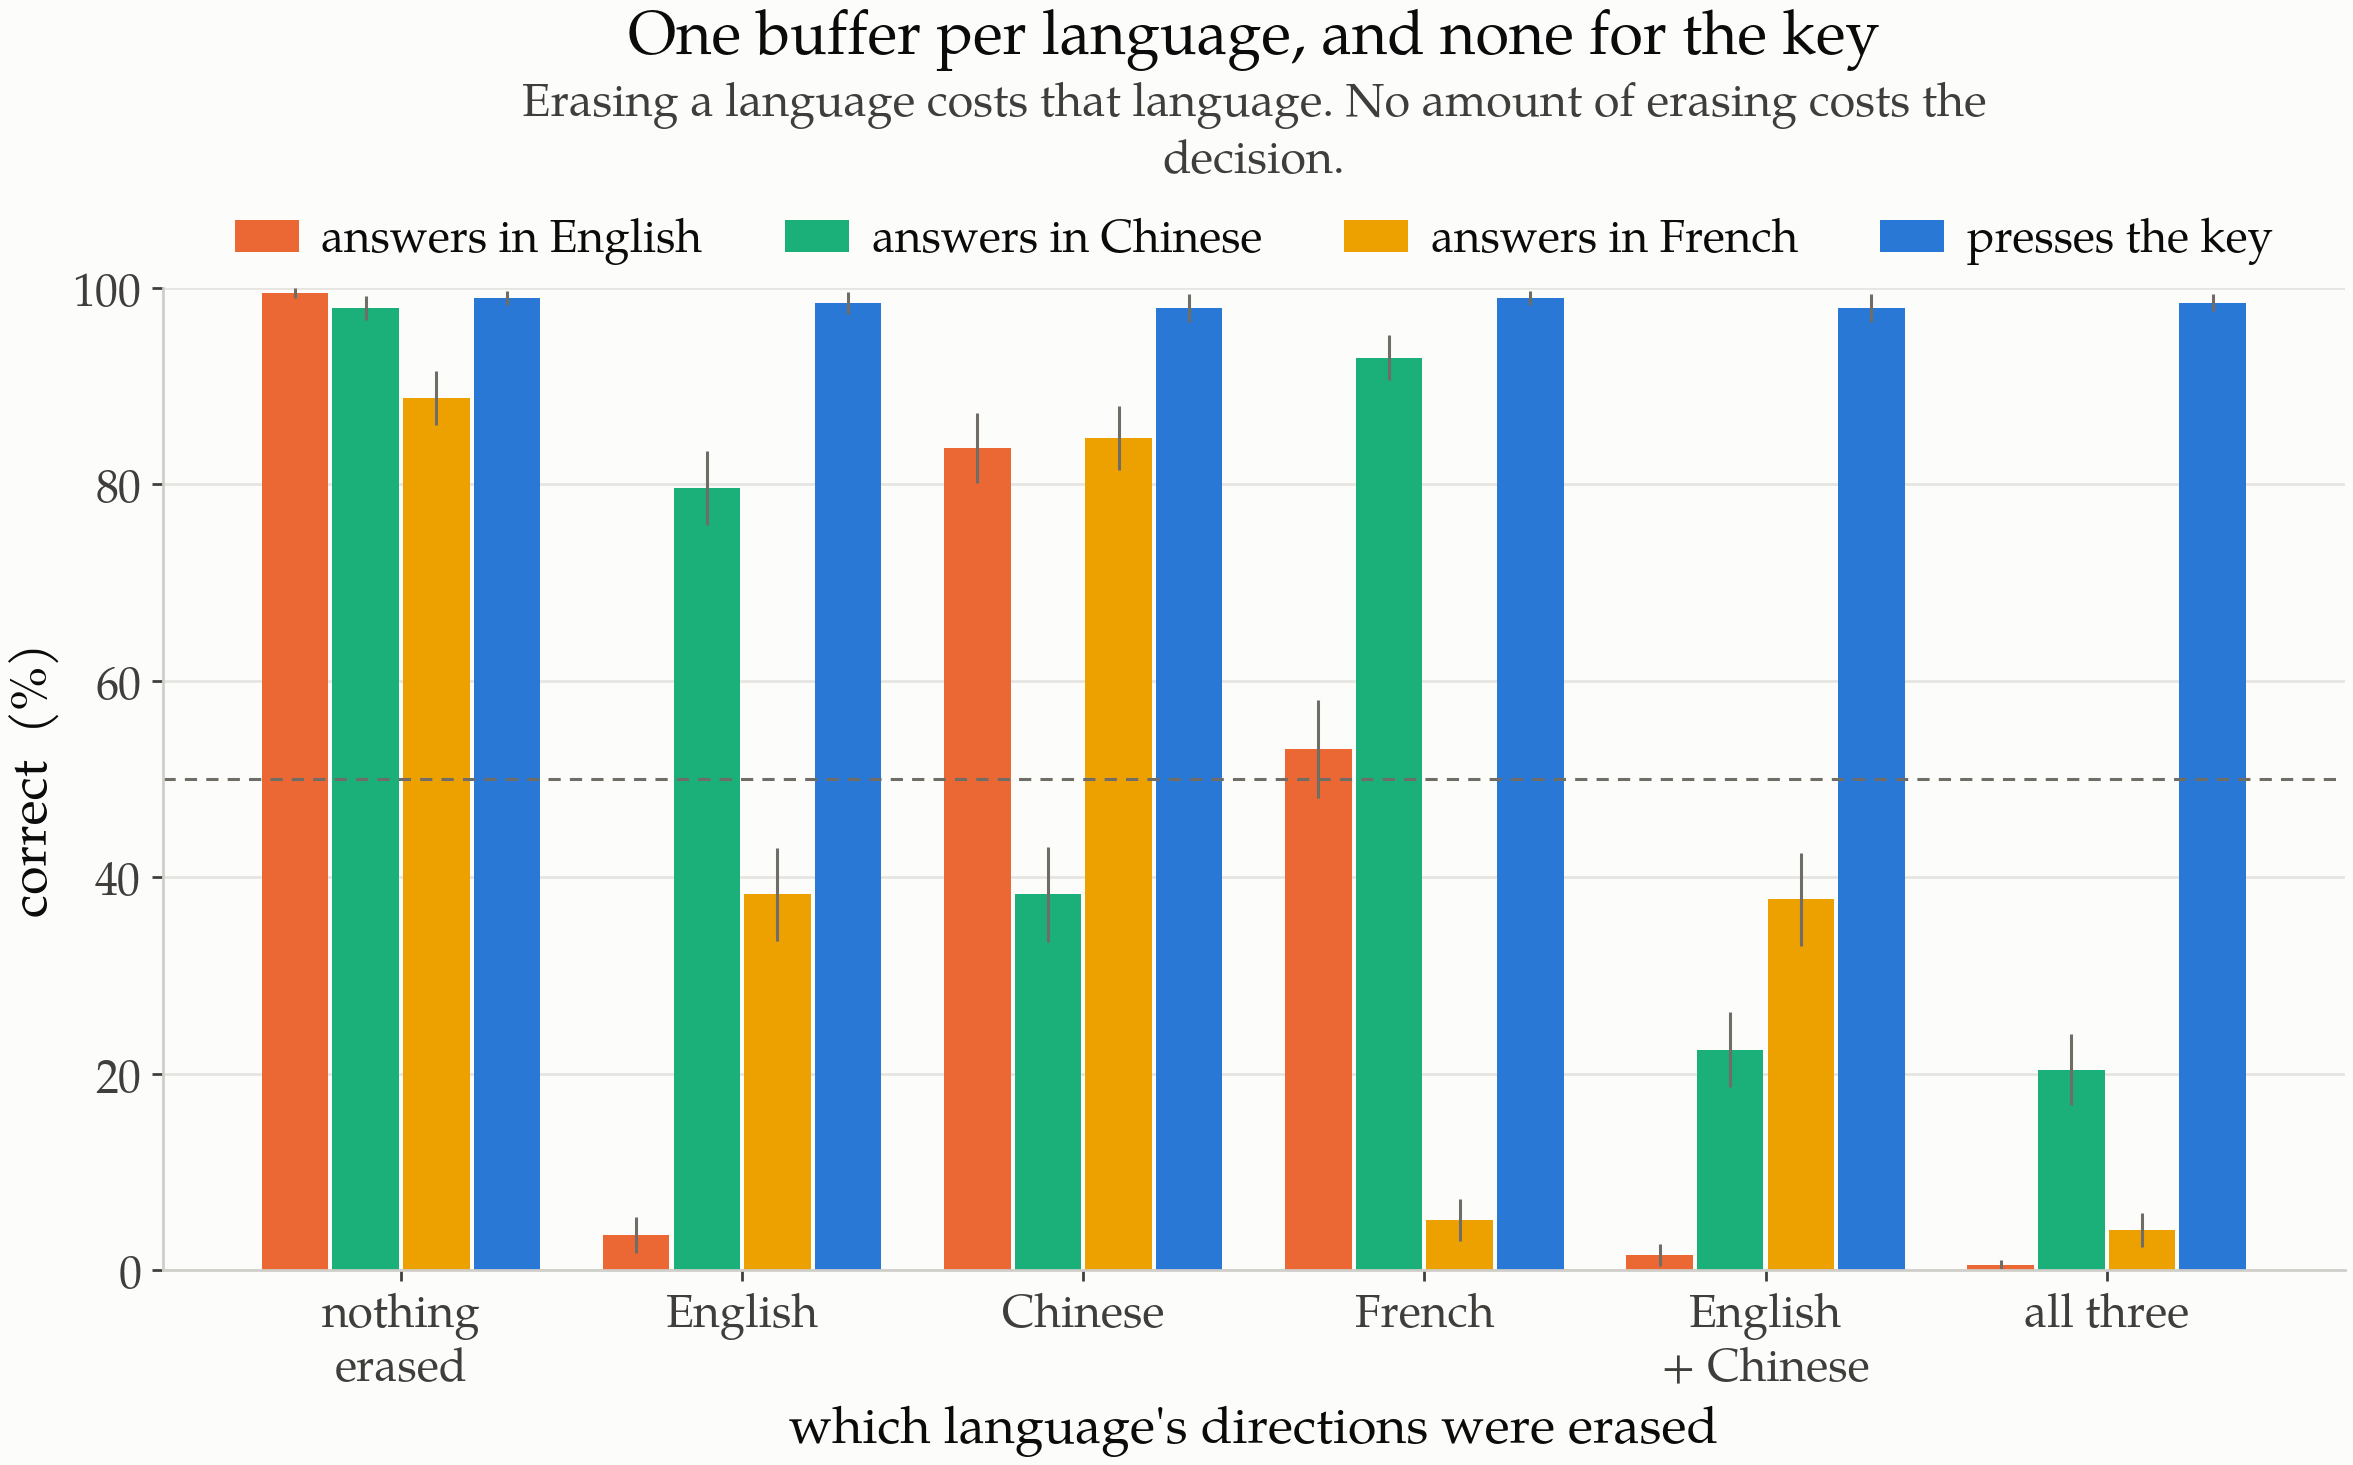 One buffer per language, and none for the key
Erasing a language costs that language. No amount of erasing costs the
decision.
answers in English
answers in Chinese
answers in French
presses the key
100
80
60
40
20
0
correct (%)
nothing
erased
English
Chinese
French
English
+ Chinese
all three
which language's directions were erased